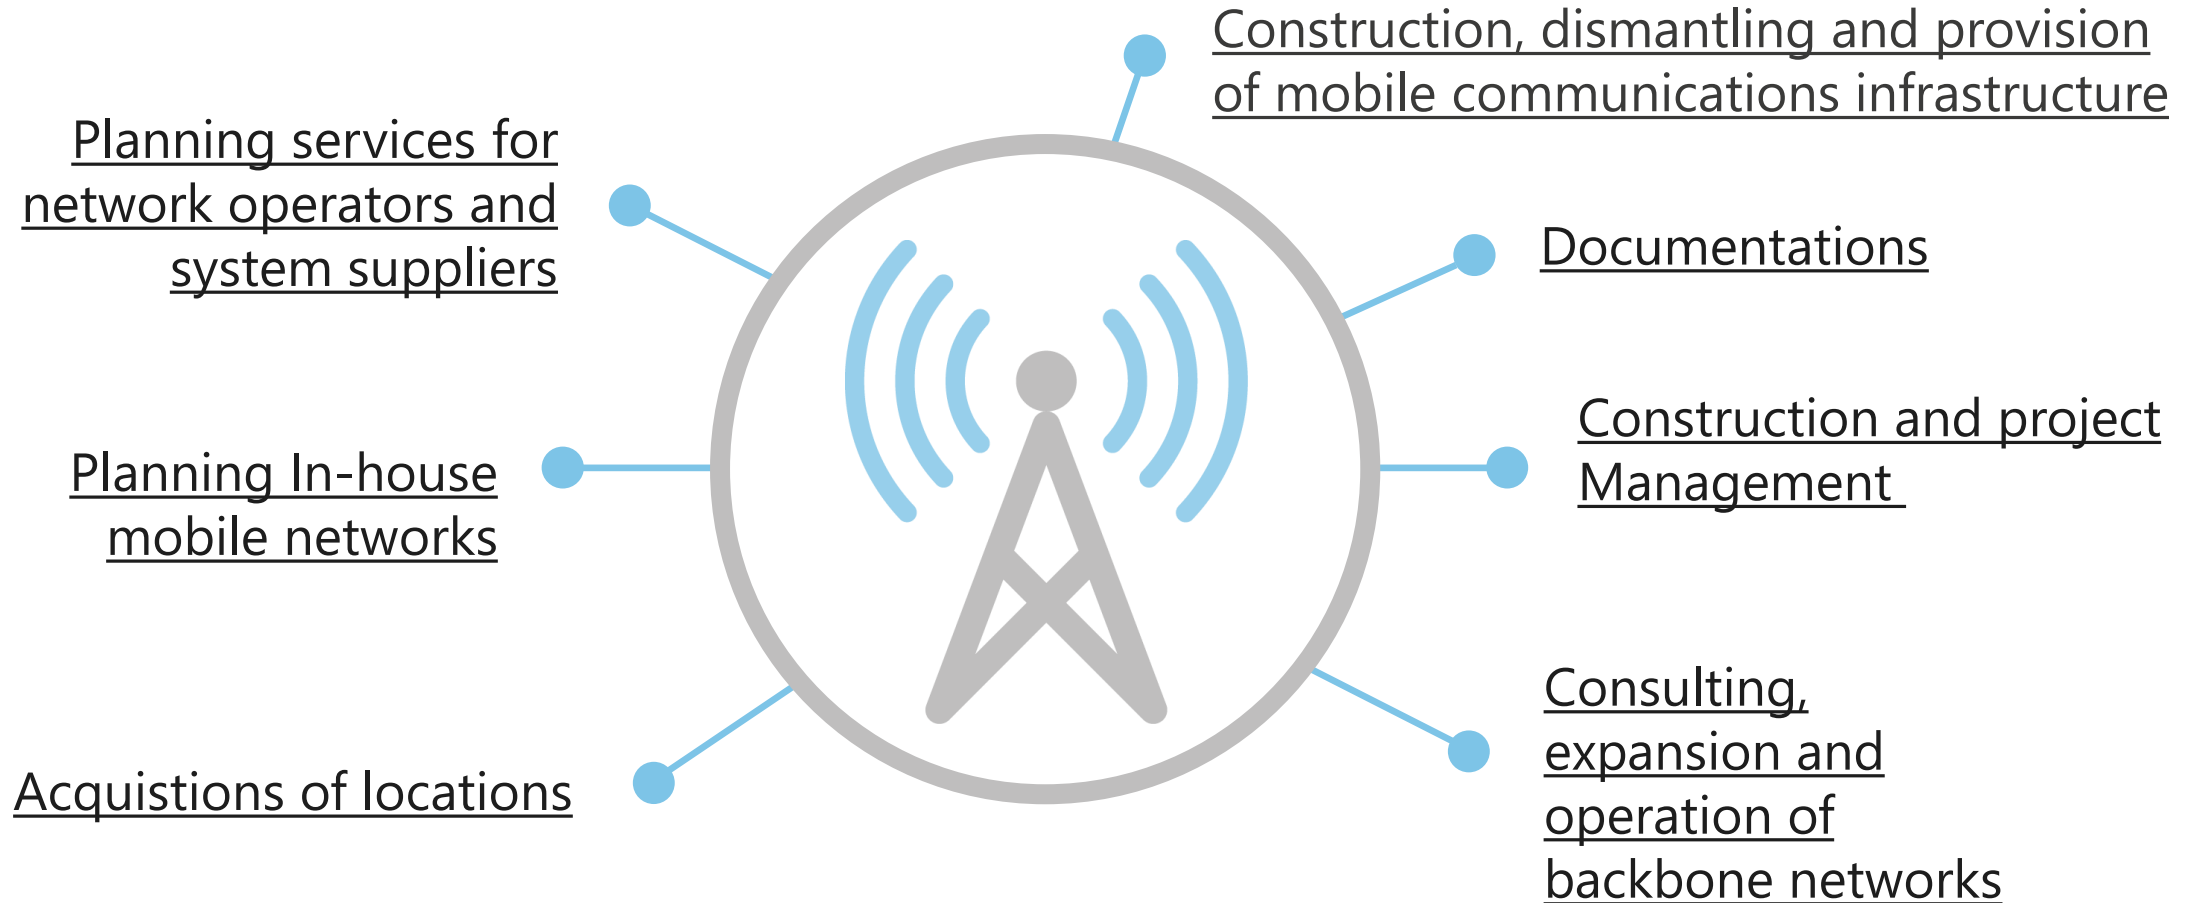 Construction, dismantling and provision
of mobile communications infrastructure
Planning services for
network operators and
system suppliers
Documentations
Construction and project
Management
Planning In-house
mobile networks
Consulting,
expansion and
operation of
backbone networks
Acquistions of locations